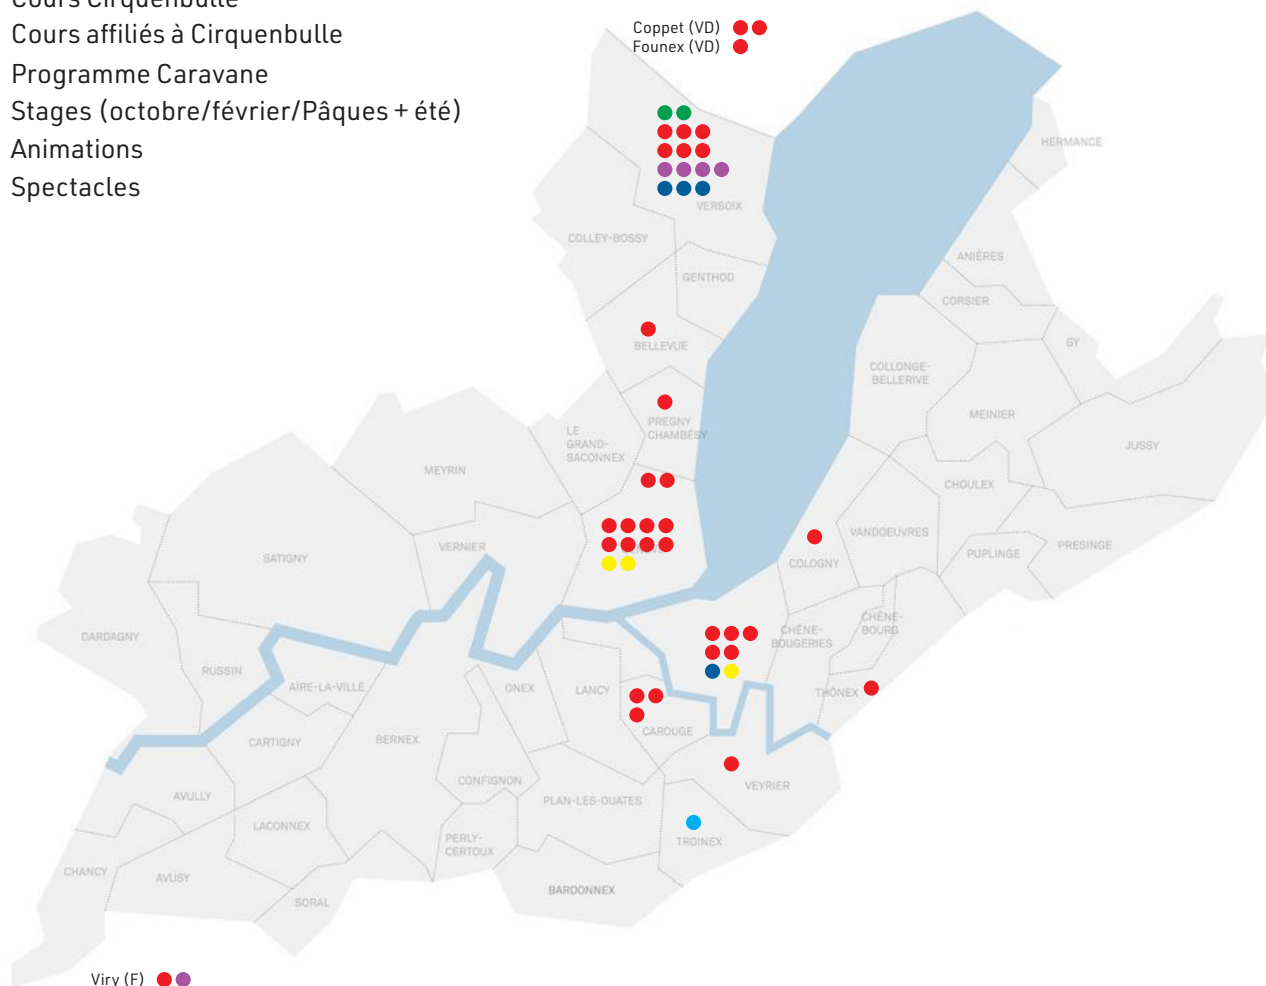 Cours Cirquenbulle
Cours affiliés à Cirquenbulle
Programme Caravane
Stages (octobre/février/Pâques + été)
Animations
Spectacles
Coppet (VD)
Founex (VD)
HERMANCE
VERSOIX
COLLEY-BOSSY
ANIÈRES
GENTHOD
CORSIER
BELLEVUE
GY
COLLONGE-
BELLERIVE
MEINIER
PREGNY
CHAMBÉSY
LE
GRAND-
SACONNEX
JUSSY
MEYRIN
CHOULEX
VANDOEUVRES
PRESINGE
VERNIER
PUPLINGE
SATIGNY
COLOGNY
CHÊNE-
BOURG
CHÊNE-
BOUGERIES
DARDAGNY
RUSSIN
AÏRE-LA-VILLE
ONEX
LANCY
THÔNEX
CAROUGE
CARTIGNY
BERNEX
CONFIGNON
VEYRIER
AVULLY
PLAN-LES-OUATES
LACONNEX
PERLY-
CERTOUX
TROINEX
CHANCY
AVUSY
BARDONNEX
SORAL
Viry (F)